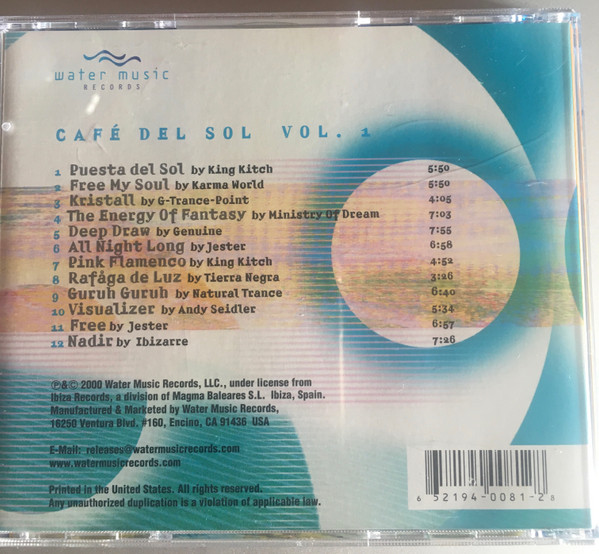 water music
RECORDS
CAFÉ DEL SOL VOL. 1
1 Puesta del Sol by King Kitch 5:50
2 Free My Soul by Karma World 5:50
3 Kristall by G-Trance-Point 4:05
4 The Energy Of Fantasy by Ministry Of Dream 7:03
5 Deep Draw by Genuine 7:55
6 All Night Long by Jester 6:58
7 Pink Flamenco by King Kitch 4:52
8 Rafåga de Luz by Tierra Negra 3:26
9 Guruh Guruh by Natural Trance 6:40
10 Visualizer by Andy Seidler 5:34
11 Free by Jester 6:57
12 Nadir by Ibizarre 7:26
℗&© 2000 Water Music Records, LLC., under license from
Ibiza Records, a division of Magma Baleares S.L. Ibiza, Spain.
Manufactured & Marketed by Water Music Records,
16250 Ventura Blvd. #160, Encino, CA 91436 USA
E-Mail: releases@watermusicrecords.com
www.watermusicrecords.com
Printed in the United States. All rights reserved.
Any unauthorized duplication is a violation of applicable law.
6 52194-0081-2 8